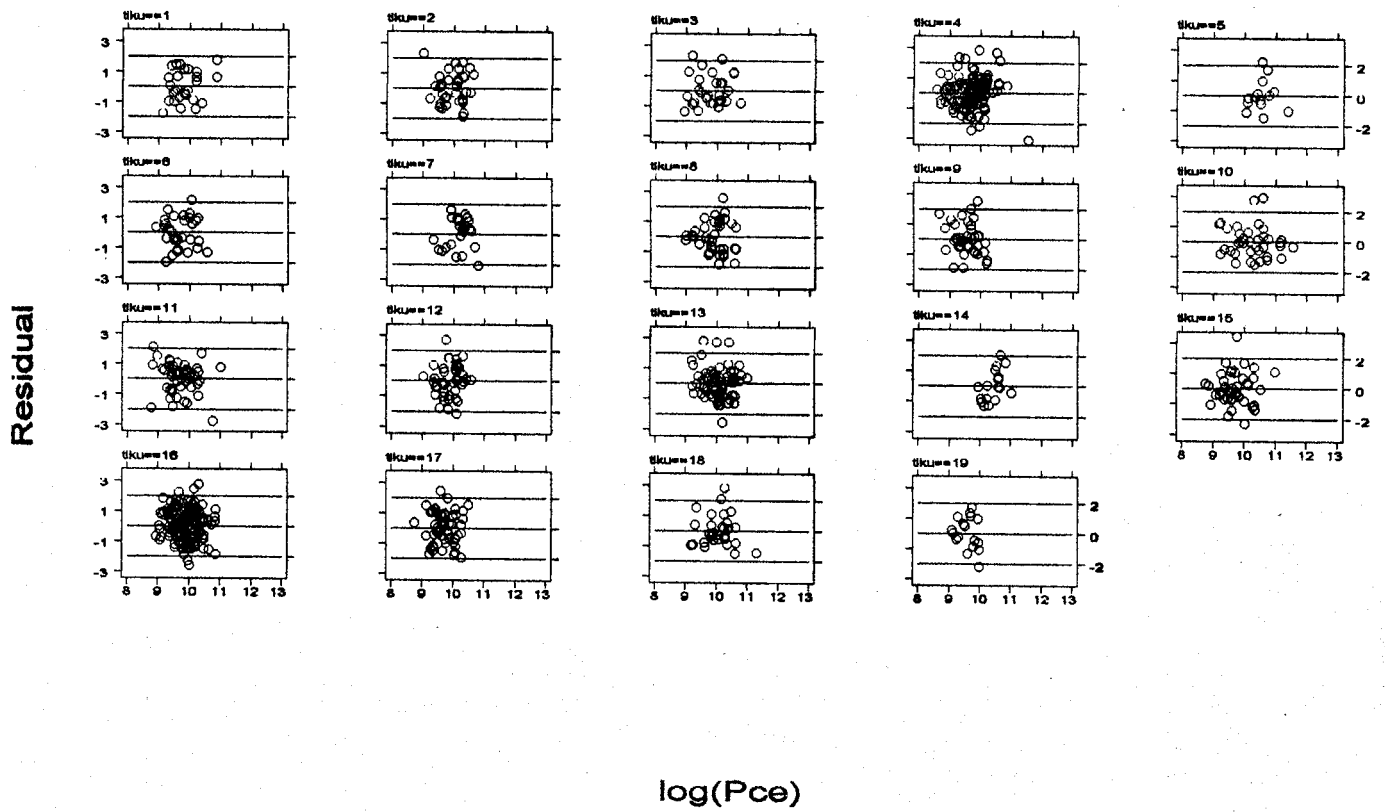 tiku==1 tiku==2 tiku==3 tiku==4 tiku==5
3 1 -1 -3 2 0 -2
tiku==6 tiku==7 tiku==8 tiku==9 tiku==10
3 1 -1 -3 2 0 -2
tiku==11 tiku==12 tiku==13 tiku==14 tiku==15
3 1 -1 -3 2 0 -2
8 9 10 11 12 13
tiku==16 tiku==17 tiku==18 tiku==19
3 1 -1 -3 2 0 -2
8 9 10 11 12 13 8 9 10 11 12 13 8 9 10 11 12 13 8 9 10 11 12 13
Residual
log(Pce)